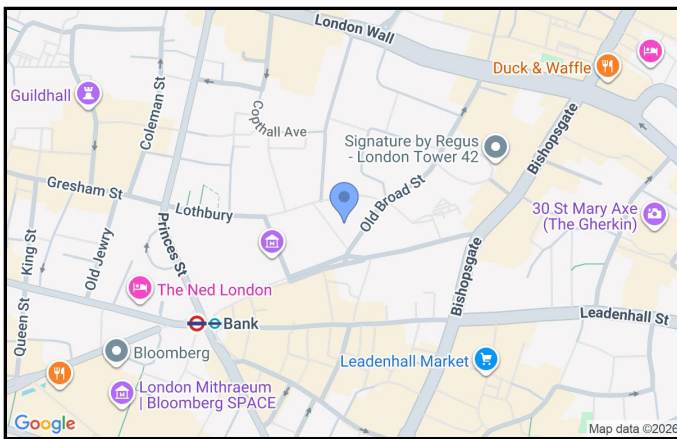 London Wall
Duck & Waffle
Guildhall
Coleman St
Copthall Ave
Signature by Regus
- London Tower 42
Bishopsgate
Gresham St
Lothbury
Old Broad St
30 St Mary Axe
(The Gherkin)
King St
Old Jewry
Princes St
Bishopsgate
The Ned London
Queen St
Bank
Leadenhall St
Bloomberg
Leadenhall Market
London Mithraeum
| Bloomberg SPACE
Google
Map data ©2026